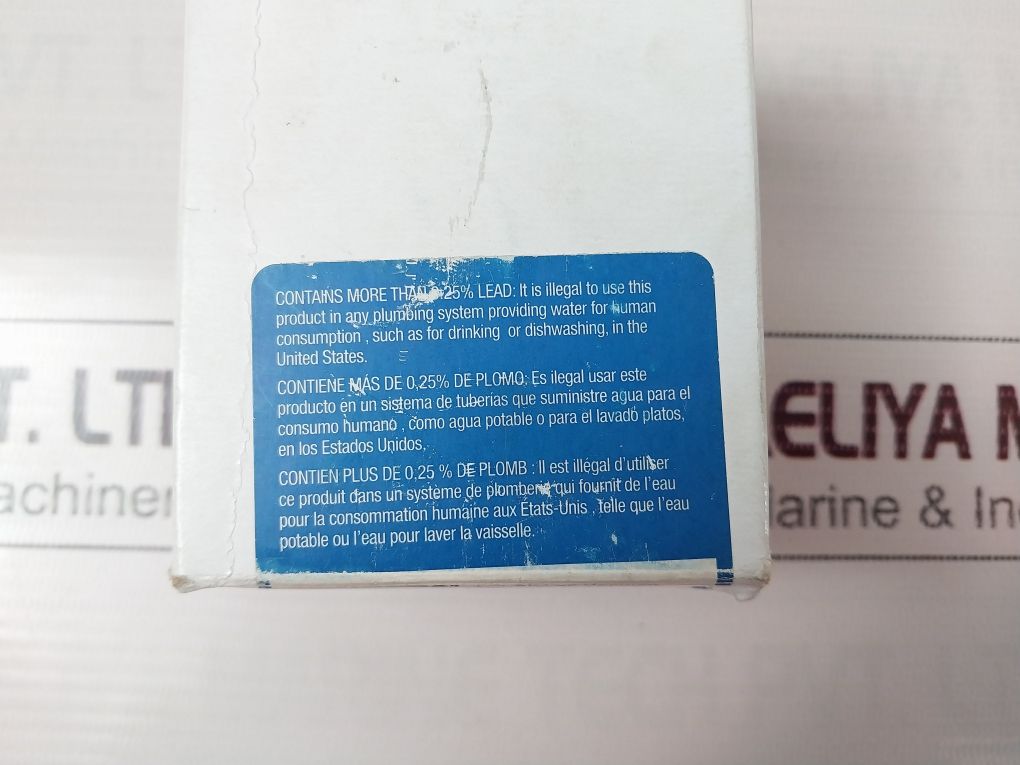 CONTAINS MORE THAN 0.25% LEAD: It is illegal to use this
product in any plumbing system providing water for human
consumption , such as for drinking or dishwashing, in the
United States.
CONTIENE MÁS DE 0,25% DE PLOMO: Es ilegal usar este
producto en un sistema de tuberías que suministre agua para el
consumo humano , como agua potable o para el lavado platos,
en los Estados Unidos.
CONTIEN PLUS DE 0,25 % DE PLOMB : Il est illégal d'utiliser
ce produit dans un système de plomberie qui fournit de l'eau
pour la consommation humaine aux États-Unis , telle que l'eau
potable ou l'eau pour laver la vaisselle.
T. LT
ELIYA M
achiner
arine & In